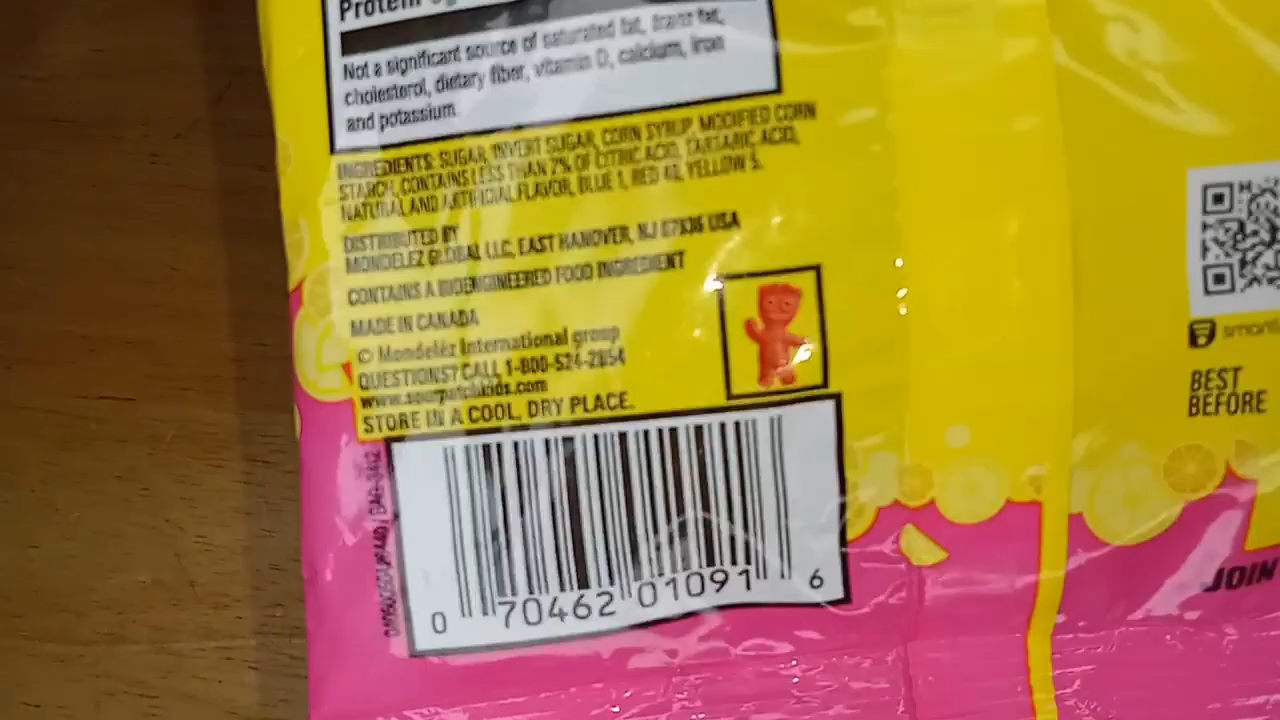 Protein
Not a significant source of saturated fat, trans fat,
cholesterol, dietary fiber, vitamin D, calcium, iron
and potassium
INGREDIENTS: SUGAR, INVERT SUGAR, CORN SYRUP, MODIFIED CORN
STARCH, CONTAINS LESS THAN 2% OF CITRIC ACID, TARTARIC ACID,
NATURAL AND ARTIFICIAL FLAVOR, BLUE 1, RED 40, YELLOW 5.
DISTRIBUTED BY
MONDELEZ GLOBAL LLC, EAST HANOVER, NJ 07936 USA
CONTAINS A BIOENGINEERED FOOD INGREDIENT
MADE IN CANADA
© Mondelēz International group
QUESTIONS? CALL 1-800-524-2854
www.sourpatchkids.com
STORE IN A COOL, DRY PLACE.
0 70462 01091 6
BEST
BEFORE
JOIN